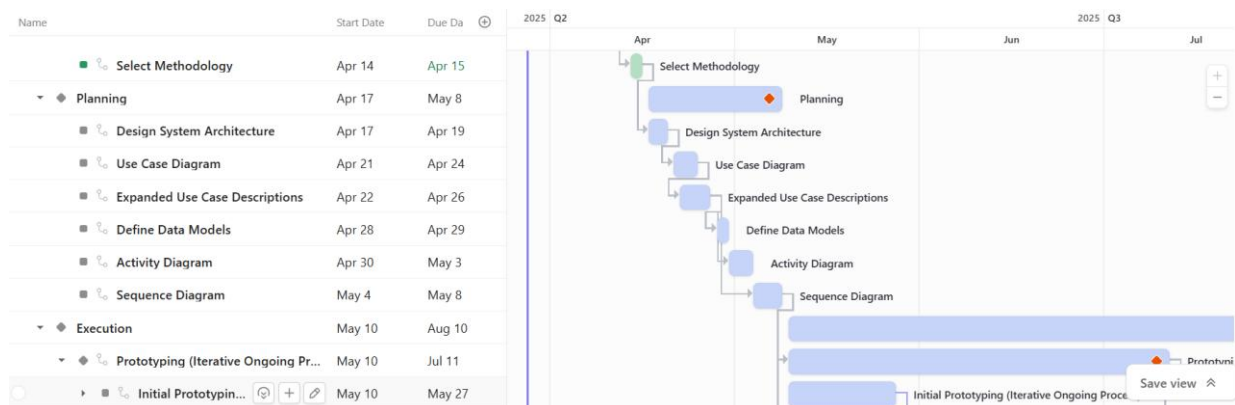 Name Start Date Due Da
2025 Q2 2025 Q3
Apr May Jun Jul
Select Methodology Apr 14 Apr 15 Select Methodology
Planning Apr 17 May 8 Planning
Design System Architecture Apr 17 Apr 19 Design System Architecture
Use Case Diagram Apr 21 Apr 24 Use Case Diagram
Expanded Use Case Descriptions Apr 22 Apr 26 Expanded Use Case Descriptions
Define Data Models Apr 28 Apr 29 Define Data Models
Activity Diagram Apr 30 May 3 Activity Diagram
Sequence Diagram May 4 May 8 Sequence Diagram
Execution May 10 Aug 10
Prototyping (Iterative Ongoing Pr... May 10 Jul 11 Prototypi
Initial Prototypin... May 10 May 27 Initial Prototyping (Iterative Ongoing Proce
Save view